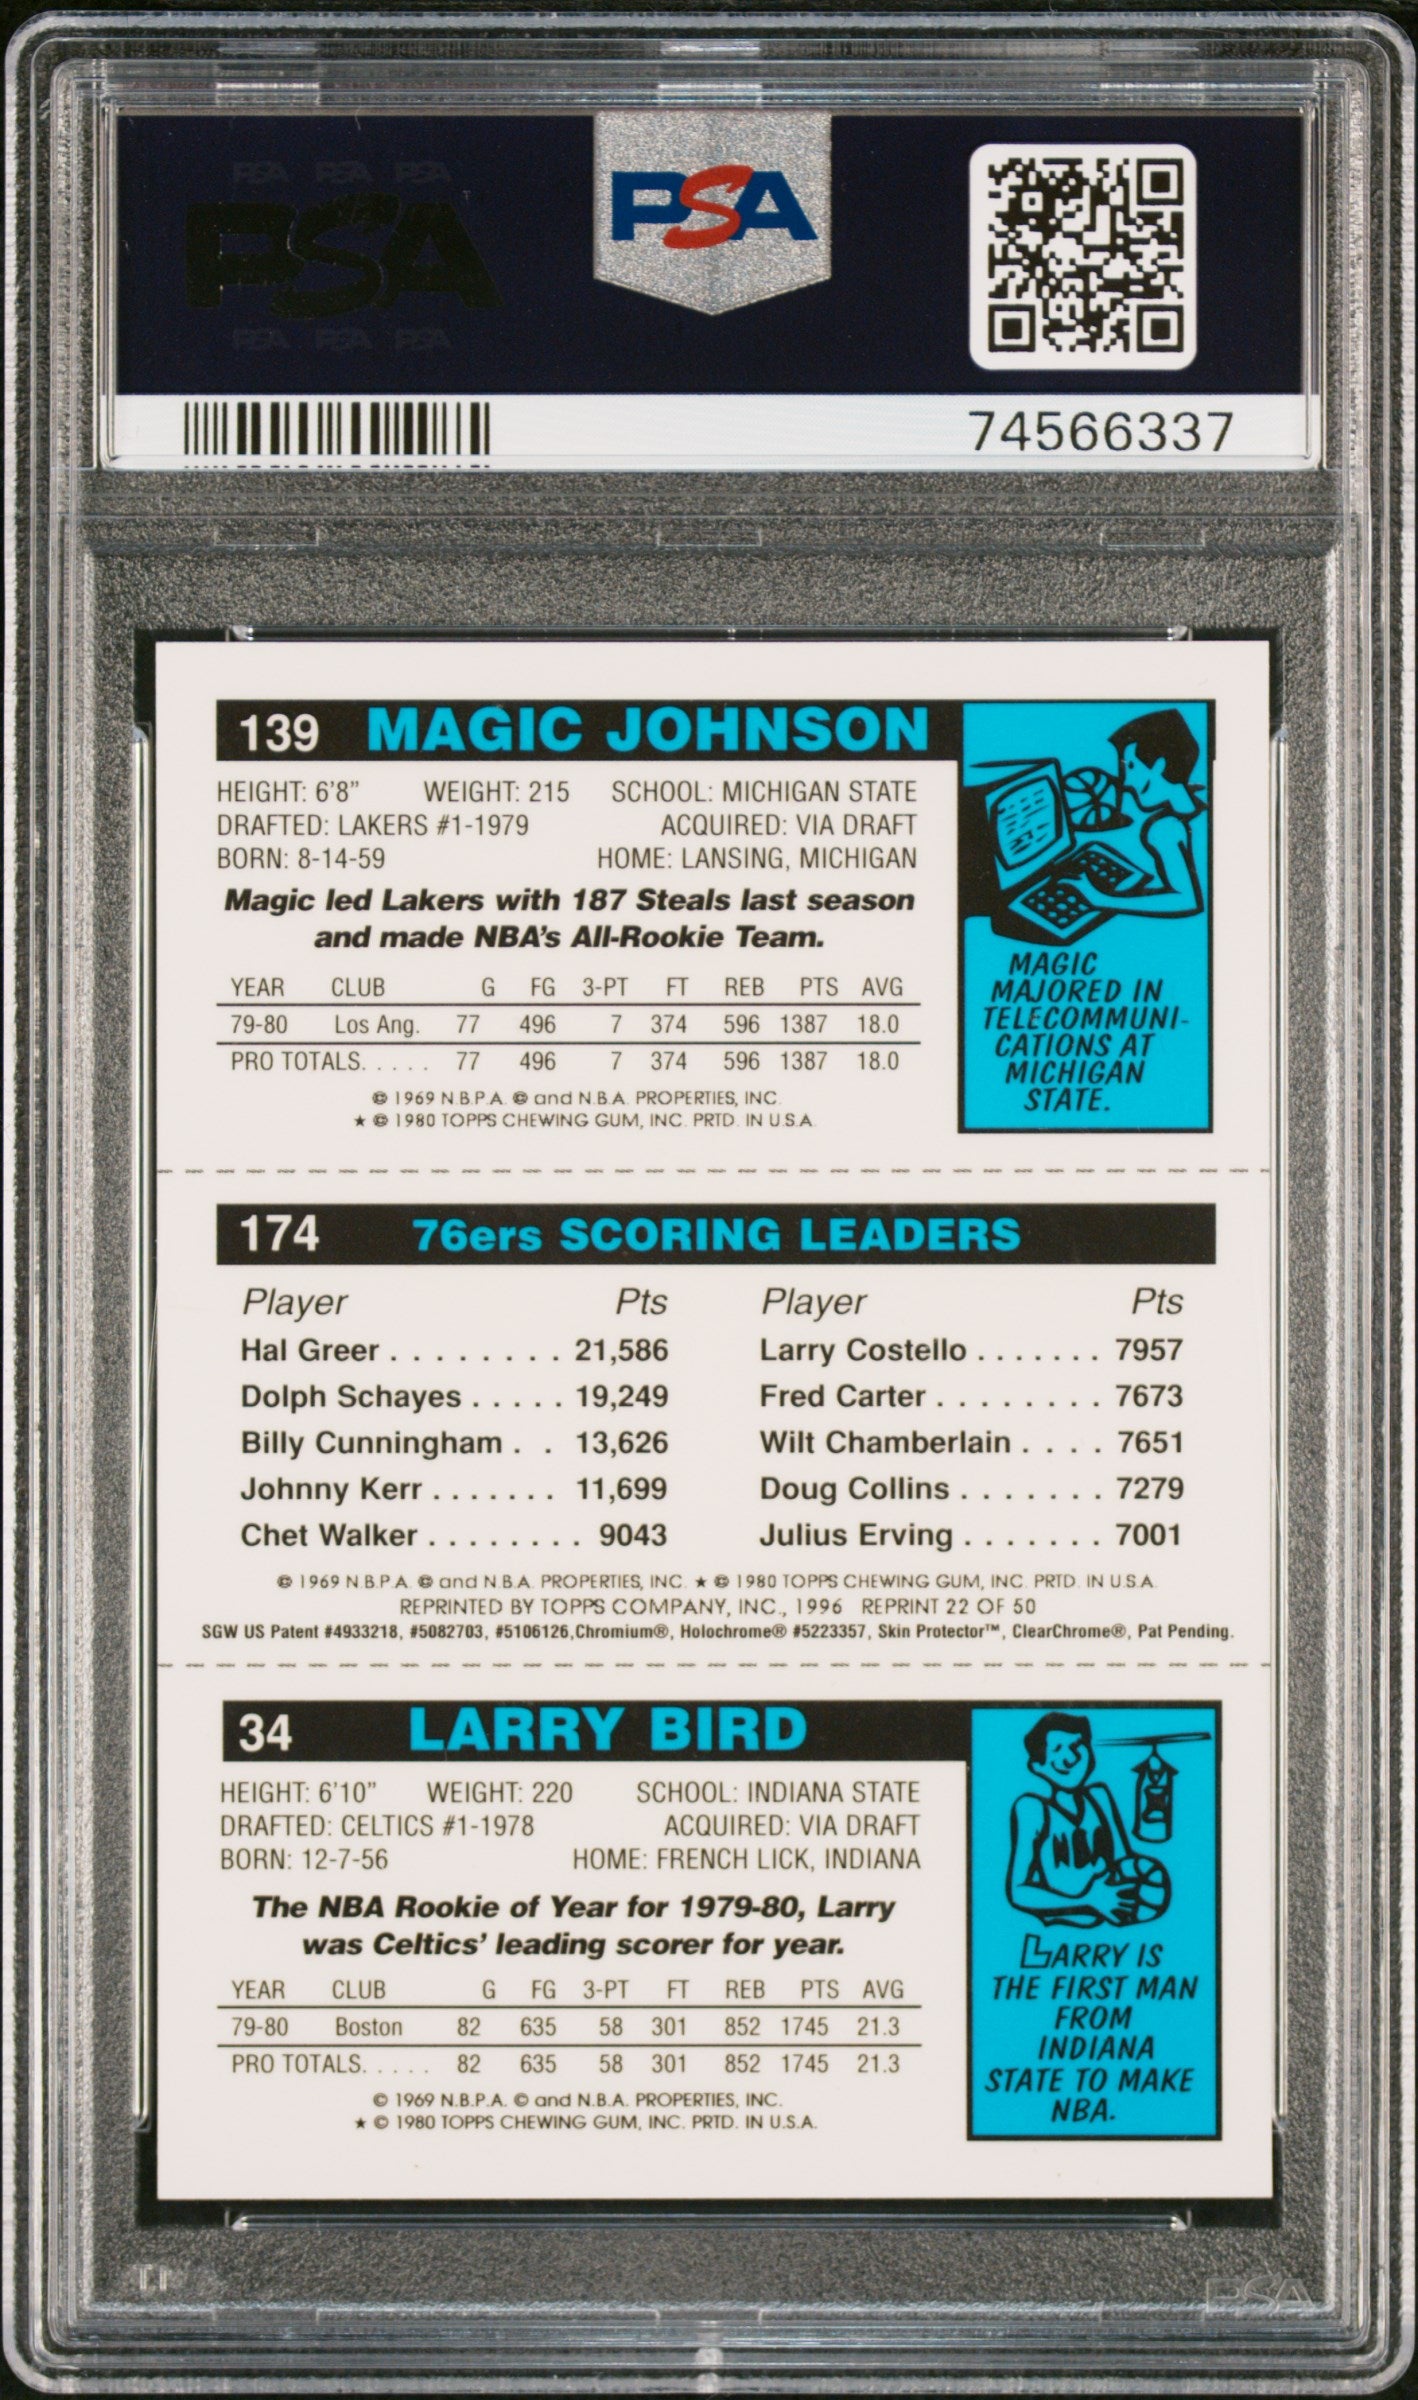 PSA PSA PSA
PSA
PSA PSA PSA
PSA
74566337
139 MAGIC JOHNSON
HEIGHT: 6'8" WEIGHT: 215 SCHOOL: MICHIGAN STATE
DRAFTED: LAKERS #1-1979 ACQUIRED: VIA DRAFT
BORN: 8-14-59 HOME: LANSING, MICHIGAN
Magic led Lakers with 187 Steals last season
and made NBA's All-Rookie Team.
YEAR CLUB G FG 3-PT FT REB PTS AVG
79-80 Los Ang. 77 496 7 374 596 1387 18.0
PRO TOTALS. . . . . 77 496 7 374 596 1387 18.0
© 1969 N.B.P.A. © and N.B.A. PROPERTIES, INC.
★ © 1980 TOPPS CHEWING GUM, INC. PRTD. IN U.S.A.
MAGIC
MAJORED IN
TELECOMMUNI-
CATIONS AT
MICHIGAN
STATE.
174 76ers SCORING LEADERS
Player Pts Player Pts
Hal Greer . . . . . . . . 21,586 Larry Costello . . . . . . . 7957
Dolph Schayes . . . . . 19,249 Fred Carter . . . . . . . . 7673
Billy Cunningham . . 13,626 Wilt Chamberlain . . . . 7651
Johnny Kerr . . . . . . . 11,699 Doug Collins . . . . . . . 7279
Chet Walker . . . . . . . . 9043 Julius Erving . . . . . . . 7001
© 1969 N.B.P.A. © and N.B.A. PROPERTIES, INC. ★ © 1980 TOPPS CHEWING GUM, INC. PRTD. IN U.S.A.
REPRINTED BY TOPPS COMPANY, INC., 1996 REPRINT 22 OF 50
SGW US Patent #4933218, #5082703, #5106126,Chromium®, Holochrome® #5223357, Skin Protector™, ClearChrome®, Pat Pending.
34 LARRY BIRD
HEIGHT: 6'10" WEIGHT: 220 SCHOOL: INDIANA STATE
DRAFTED: CELTICS #1-1978 ACQUIRED: VIA DRAFT
BORN: 12-7-56 HOME: FRENCH LICK, INDIANA
The NBA Rookie of Year for 1979-80, Larry
was Celtics' leading scorer for year.
YEAR CLUB G FG 3-PT FT REB PTS AVG
79-80 Boston 82 635 58 301 852 1745 21.3
PRO TOTALS. . . . . 82 635 58 301 852 1745 21.3
© 1969 N.B.P.A. © and N.B.A. PROPERTIES, INC.
★ © 1980 TOPPS CHEWING GUM, INC. PRTD. IN U.S.A.
NBA
LARRY IS
THE FIRST MAN
FROM
INDIANA
STATE TO MAKE
NBA.
PSA